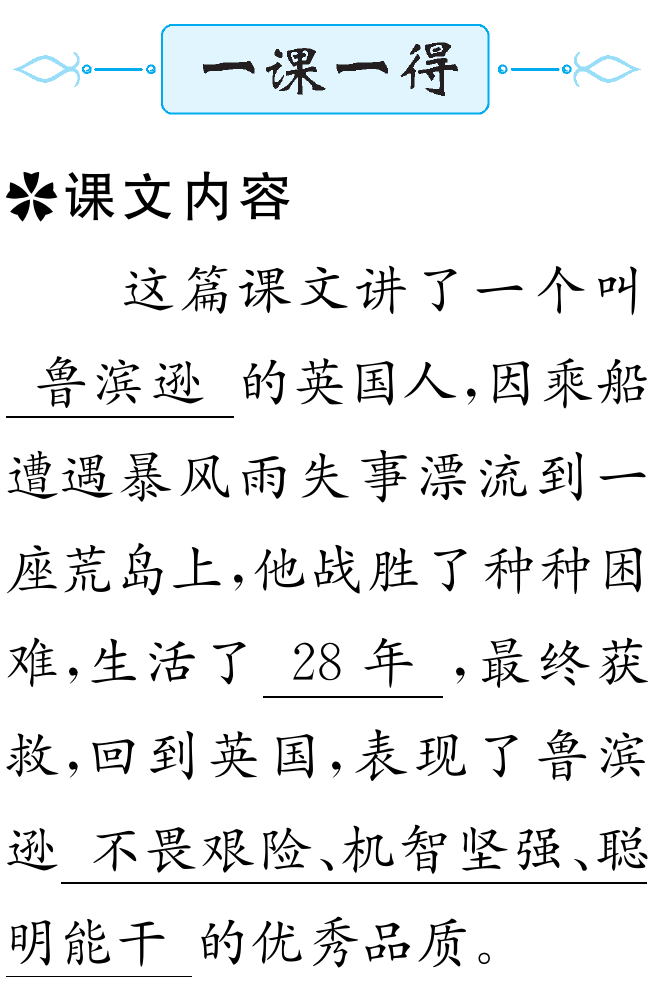 一课一得
课文内容
这篇课文讲了一个叫
鲁滨逊 的英国人,因乘船
遭遇暴风雨失事漂流到一
座荒岛上,他战胜了种种困
难,生活了 28 年 ,最终获
救,回到英国,表现了鲁滨
逊 不畏艰险、机智坚强、聪
明能干 的优秀品质。